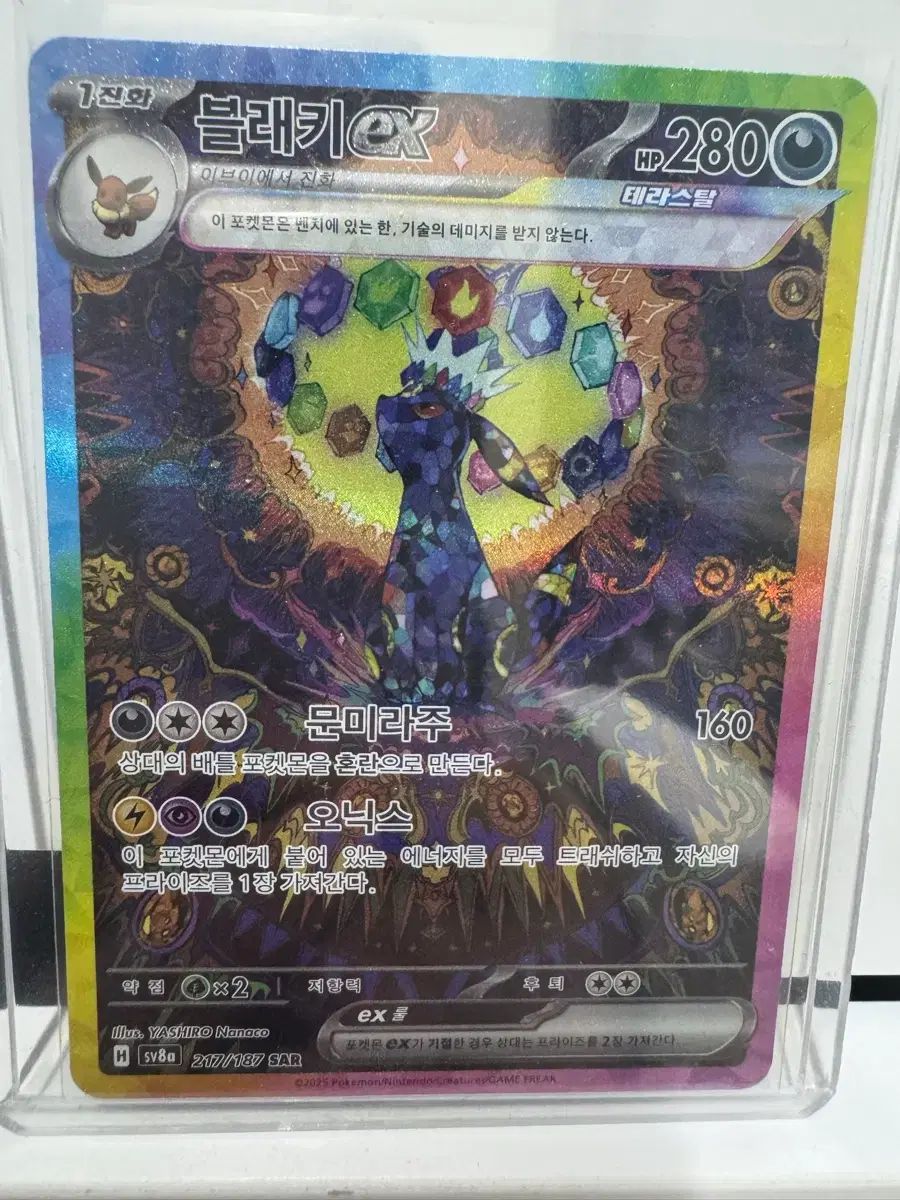 1진화
블래키ex
HP280
이브이에서 진화
테라스탈
이 포켓몬은 벤치에 있는 한, 기술의 데미지를 받지 않는다.
문미라주 160
상대의 배틀 포켓몬을 혼란으로 만든다.
오닉스
이 포켓몬에게 붙어 있는 에너지를 모두 트래쉬하고 자신의
프라이즈를 1장 가져간다.
약점 ×2 저항력 후퇴
ex 룰
포켓몬 ex가 기절한 경우 상대는 프라이즈를 2장 가져간다.
Illus. YASHIRO Nanaco
H sv8a 217/187 SAR
©2025 Pokémon/Nintendo/Creatures/GAME FREAK